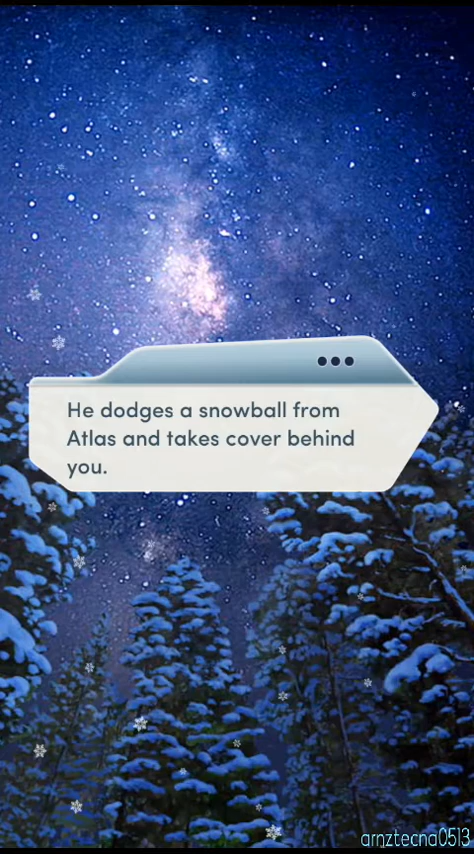 He dodges a snowball from
Atlas and takes cover behind
you.
arnztecna0513